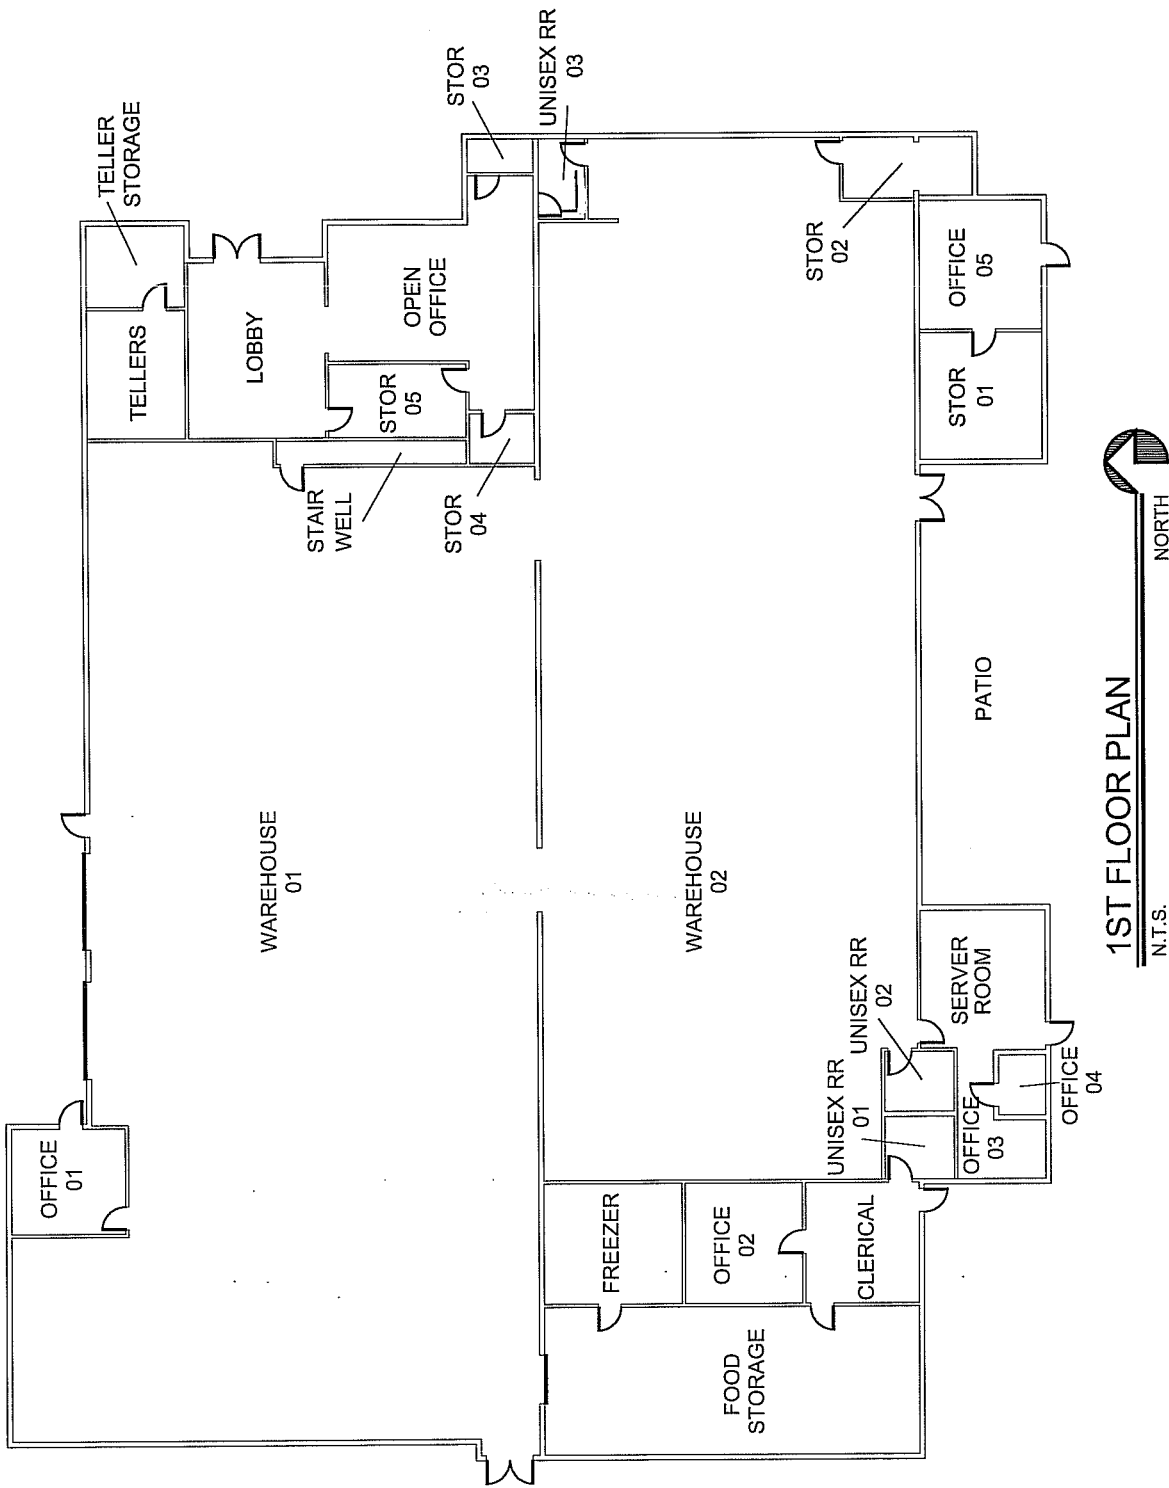 OFFICE
01
TELLERS
TELLER
STORAGE
LOBBY
WAREHOUSE
01
STAIR
WELL
STOR
05
OPEN
OFFICE
STOR
04
STOR
03
UNISEX RR
03
FREEZER
OFFICE
02
CLERICAL
FOOD
STORAGE
WAREHOUSE
02
UNISEX RR
01
UNISEX RR
02
STOR
02
OFFICE
03
SERVER
ROOM
OFFICE
04
PATIO
STOR
01
OFFICE
05
1ST FLOOR PLAN
N.T.S.
NORTH